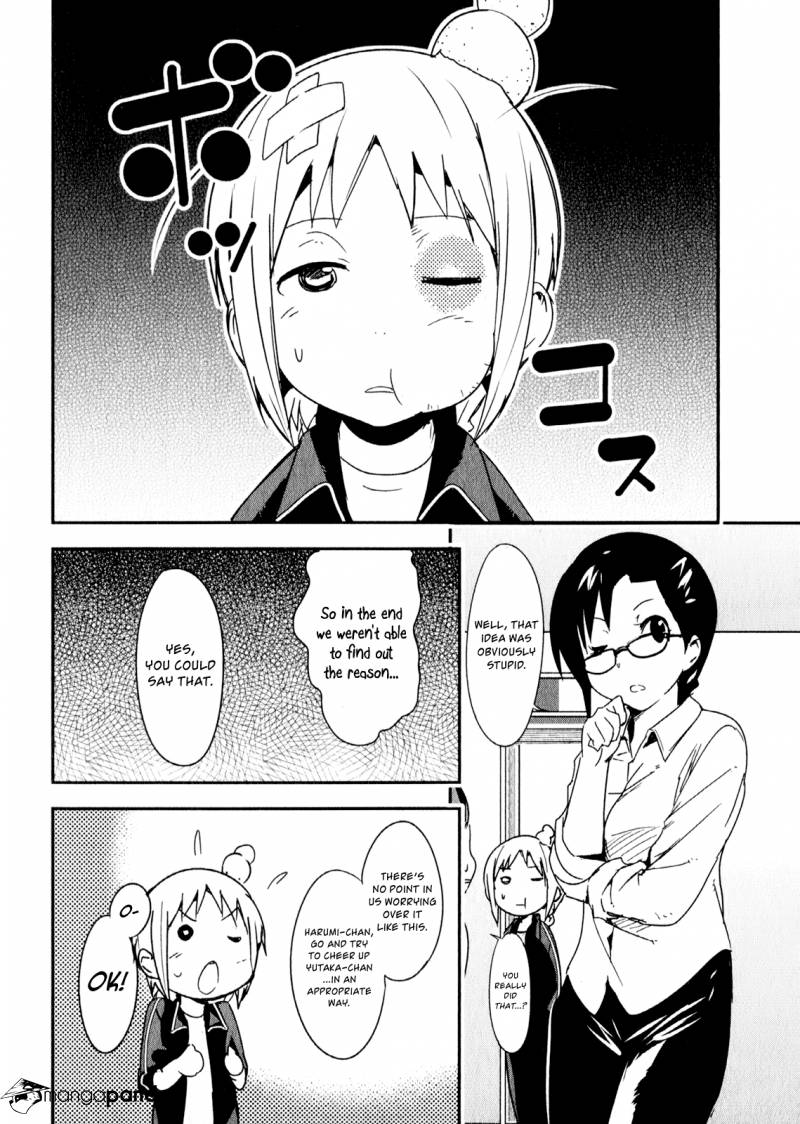 ボコ
ボッ
コス
WELL, THAT
IDEA WAS
OBVIOUSLY
STUPID.
YOU
REALLY
DID
THAT...?
So in the end
we weren't able
to find out
the reason...
YES,
YOU COULD
SAY THAT.
THERE'S
NO POINT IN
US WORRYING
OVER IT
LIKE THIS.
HARUMI-CHAN,
GO AND TRY
TO CHEER UP
YUTAKA-CHAN
...IN AN
APPROPRIATE
WAY.
O-
OK!
mangapanda